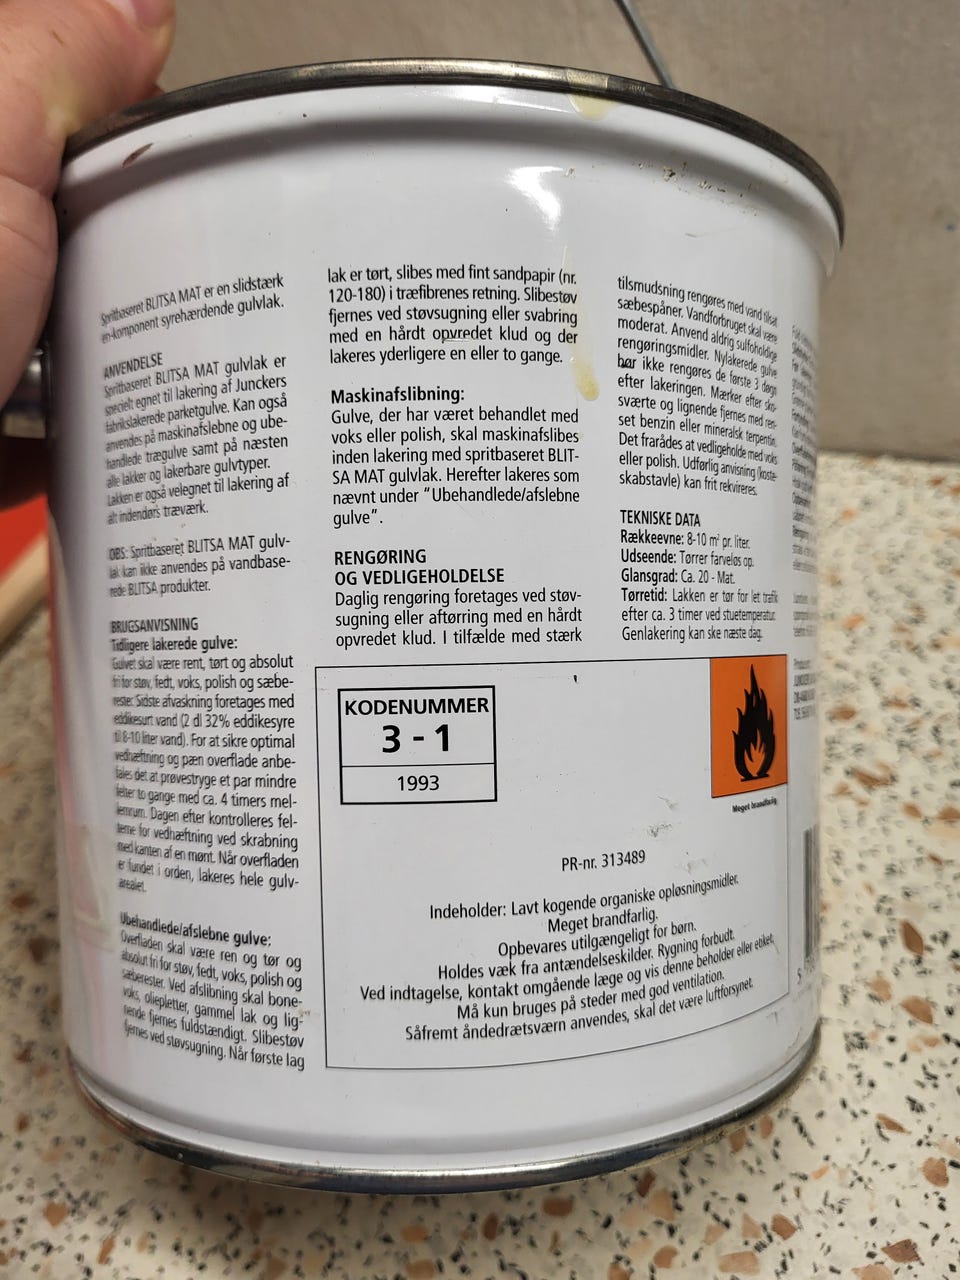 Spritbaseret BLITSA MAT er en slidstærk
en-komponent syrehærdende gulvlak.
ANVENDELSE
Spritbaseret BLITSA MAT gulvlak er
specielt egnet til lakering af Junckers
fabrikslakerede parketgulve. Kan også
anvendes på maskinafslebne og ube-
handlede trægulve samt på næsten
alle lakker og lakerbare gulvtyper.
Lakken er også velegnet til lakering af
alt indendørs træværk.
OBS: Spritbaseret BLITSA MAT gulv-
lak kan ikke anvendes på vandbase-
rede BLITSA produkter.
BRUGSANVISNING
Tidligere lakerede gulve:
Gulvet skal være rent, tørt og absolut
fri for støv, fedt, voks, polish og sæbe-
rester. Sidste afvaskning foretages med
eddikesurt vand (2 dl 32% eddikesyre
til 8-10 liter vand). For at sikre optimal
vedhæftning og pæn overflade anbe-
fales det at prøvestryge et par mindre
felter to gange med ca. 4 timers mel-
lemrum. Dagen efter kontrolleres fel-
terne for vedhæftning ved skrabning
med kanten af en mønt. Når overfladen
er fundet i orden, lakeres hele gulv-
arealet.
Ubehandlede/afslebne gulve:
Overfladen skal være ren og tør og
absolut fri for støv, fedt, voks, polish og
sæberester. Ved afslibning skal bone-
voks, oliepletter, gammel lak og lig-
nende fjernes fuldstændigt. Slibestøv
fjernes ved støvsugning. Når første lag
lak er tørt, slibes med fint sandpapir (nr.
120-180) i træfibrenes retning. Slibestøv
fjernes ved støvsugning eller svabring
med en hårdt opvredet klud og der
lakeres yderligere en eller to gange.
Maskinafslibning:
Gulve, der har været behandlet med
voks eller polish, skal maskinafslibes
inden lakering med spritbaseret BLIT-
SA MAT gulvlak. Herefter lakeres som
nævnt under "Ubehandlede/afslebne
gulve".
RENGØRING
OG VEDLIGEHOLDELSE
Daglig rengøring foretages ved støv-
sugning eller aftørring med en hårdt
opvredet klud. I tilfælde med stærk
tilsmudsning rengøres med vand tilsat
sæbespåner. Vandforbruget skal være
moderat. Anvend aldrig sulfoholdige
rengøringsmidler. Nylakerede gulve
bør ikke rengøres de første 3 døgn
efter lakeringen. Mærker efter sko-
sværte og lignende fjernes med ren-
set benzin eller mineralsk terpentin.
Det frarådes at vedligeholde med voks
eller polish. Udførlig anvisning (koste-
skabstavle) kan frit rekvireres.
TEKNISKE DATA
Rækkeevne: 8-10 m² pr. liter.
Udseende: Tørrer farveløs op.
Glansgrad: Ca. 20 - Mat.
Tørretid: Lakken er tør for let trafik
efter ca. 3 timer ved stuetemperatur.
Genlakering kan ske næste dag.
KODENUMMER
3 - 1
1993
Meget brandfarlig
PR-nr. 313489
Indeholder: Lavt kogende organiske opløsningsmidler.
Meget brandfarlig.
Opbevares utilgængeligt for børn.
Holdes væk fra antændelseskilder. Rygning forbudt.
Ved indtagelse, kontakt omgående læge og vis denne beholder eller etiket.
Må kun bruges på steder med god ventilation.
Såfremt åndedrætsværn anvendes, skal det være luftforsynet.